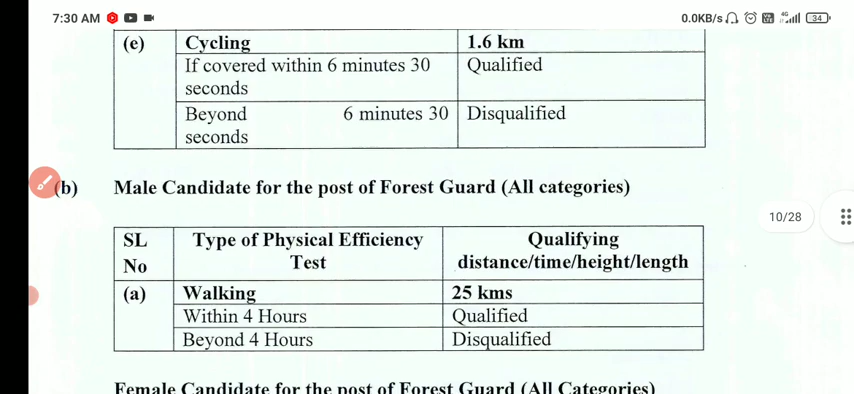 7:30 AM
0.0KB/s
4G
34
(e) Cycling 1.6 km
If covered within 6 minutes 30 Qualified
seconds
Beyond 6 minutes 30 Disqualified
seconds
(b) Male Candidate for the post of Forest Guard (All categories)
10/28
SL Type of Physical Efficiency Qualifying
No Test distance/time/height/length
(a) Walking 25 kms
Within 4 Hours Qualified
Beyond 4 Hours Disqualified
Female Candidate for the post of Forest Guard (All Categories)